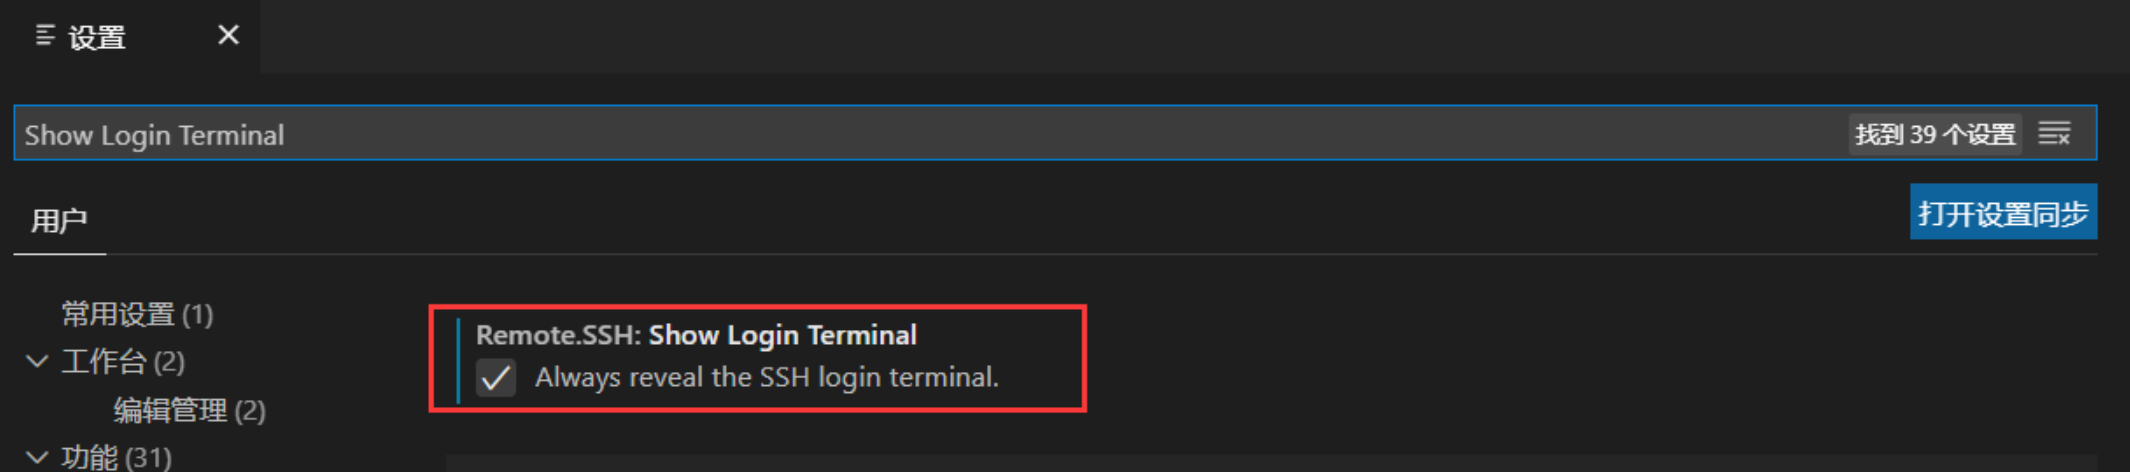 设置
Show Login Terminal
找到 39 个设置
用户
打开设置同步
常用设置 (1)
工作台 (2)
编辑管理 (2)
功能 (31)
Remote.SSH: Show Login Terminal
Always reveal the SSH login terminal.